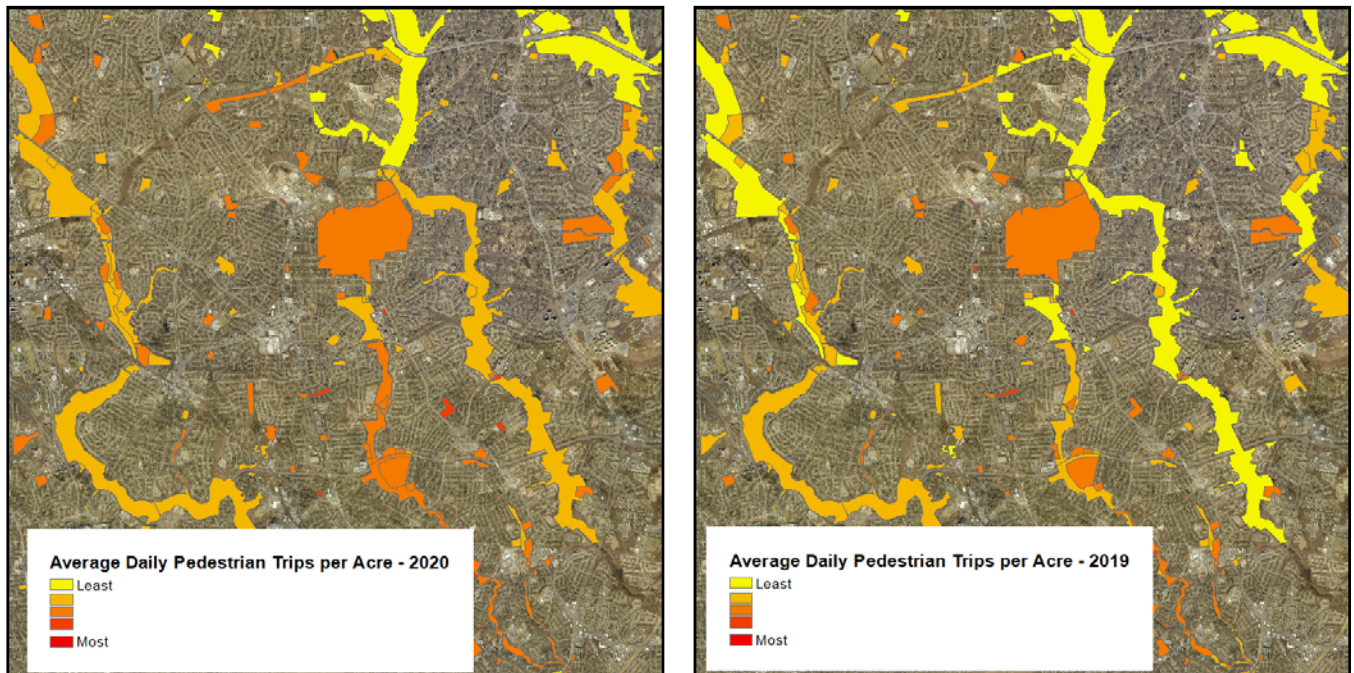 Average Daily Pedestrian Trips per Acre - 2020
Least
Most
Average Daily Pedestrian Trips per Acre - 2019
Least
Most